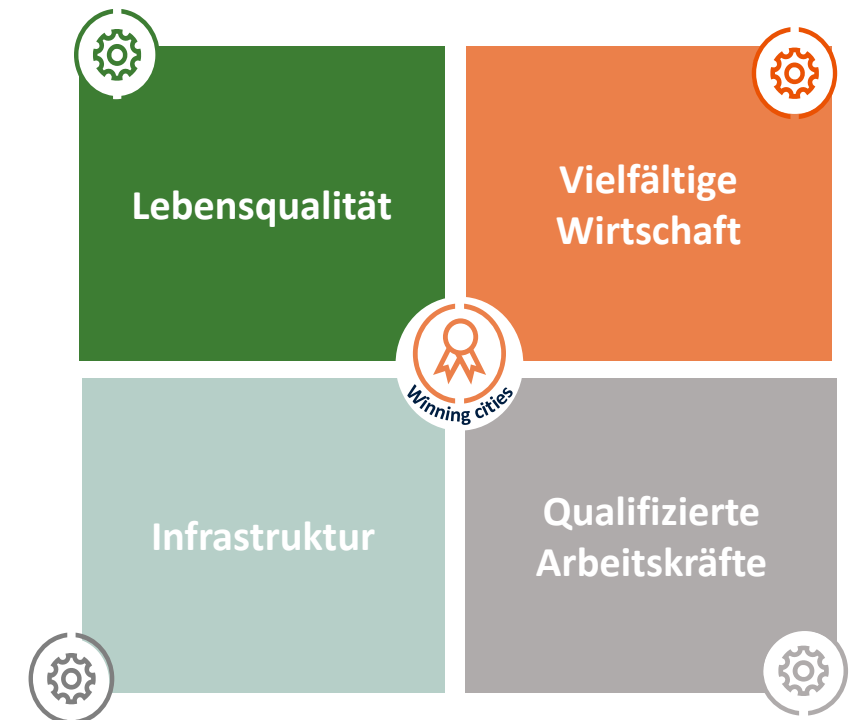 Lebensqualität
Vielfältige
Wirtschaft
Winning cities
Infrastruktur
Qualifizierte
Arbeitskräfte